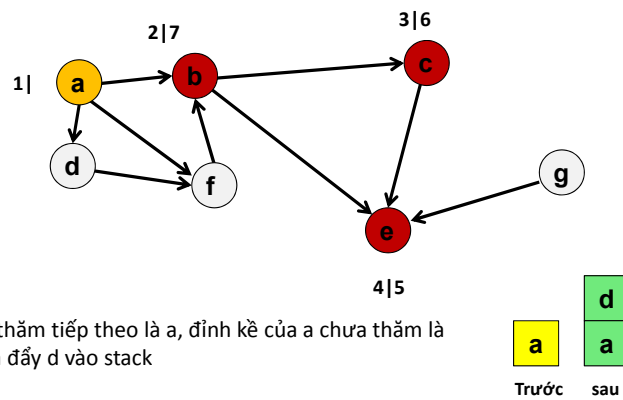 3|6
2|7
c
b
1|
a
d
f
g
e
4|5
thăm tiếp theo là a, đỉnh kề của a chưa thăm là
đẩy d vào stack
d
a
a
Trước sau